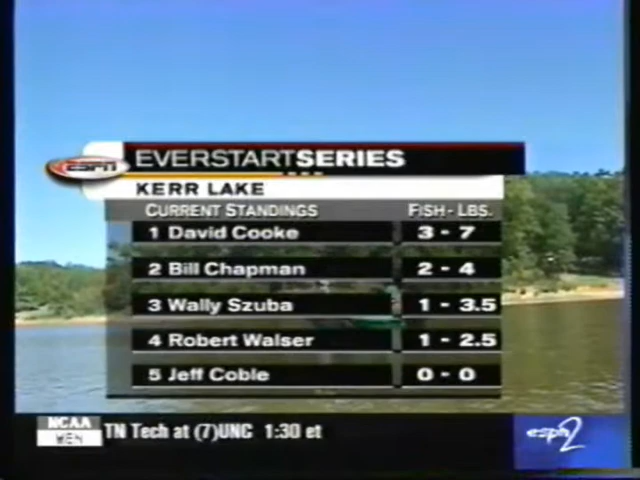 ESPN
EVERSTART SERIES
KERR LAKE
CURRENT STANDINGS FISH - LBS.
1 David Cooke 3 - 7
2 Bill Chapman 2 - 4
3 Wally Szuba 1 - 3.5
4 Robert Walser 1 - 2.5
5 Jeff Coble 0 - 0
NCAA
MEN
TN Tech at (7)UNC 1:30 et
espn2